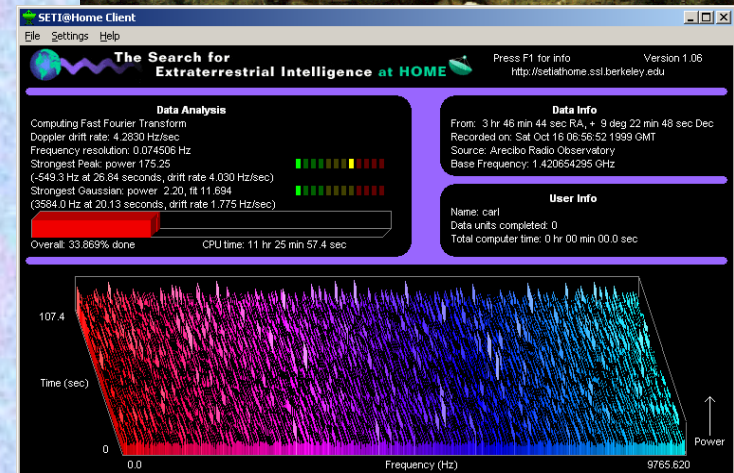 SETI@Home Client
File Settings Help
The Search for
Extraterrestrial Intelligence at HOME
Press F1 for info Version 1.06
http://setiathome.ssl.berkeley.edu
Data Analysis
Computing Fast Fourier Transform
Doppler drift rate: 4.2830 Hz/sec
Frequency resolution: 0.074506 Hz
Strongest Peak: power 175.25
(-549.3 Hz at 26.84 seconds, drift rate 4.030 Hz/sec)
Strongest Gaussian: power 2.20, fit 11.694
(3584.0 Hz at 20.13 seconds, drift rate 1.775 Hz/sec)
Overall: 33.869% done CPU time: 11 hr 25 min 57.4 sec
Data Info
From: 3 hr 46 min 44 sec RA, + 9 deg 22 min 48 sec Dec
Recorded on: Sat Oct 16 06:56:52 1999 GMT
Source: Arecibo Radio Observatory
Base Frequency: 1.420654295 GHz
User Info
Name: carl
Data units completed: 0
Total computer time: 0 hr 00 min 00.0 sec
107.4
Time (sec)
0
Power
0.0 Frequency (Hz) 9765.620